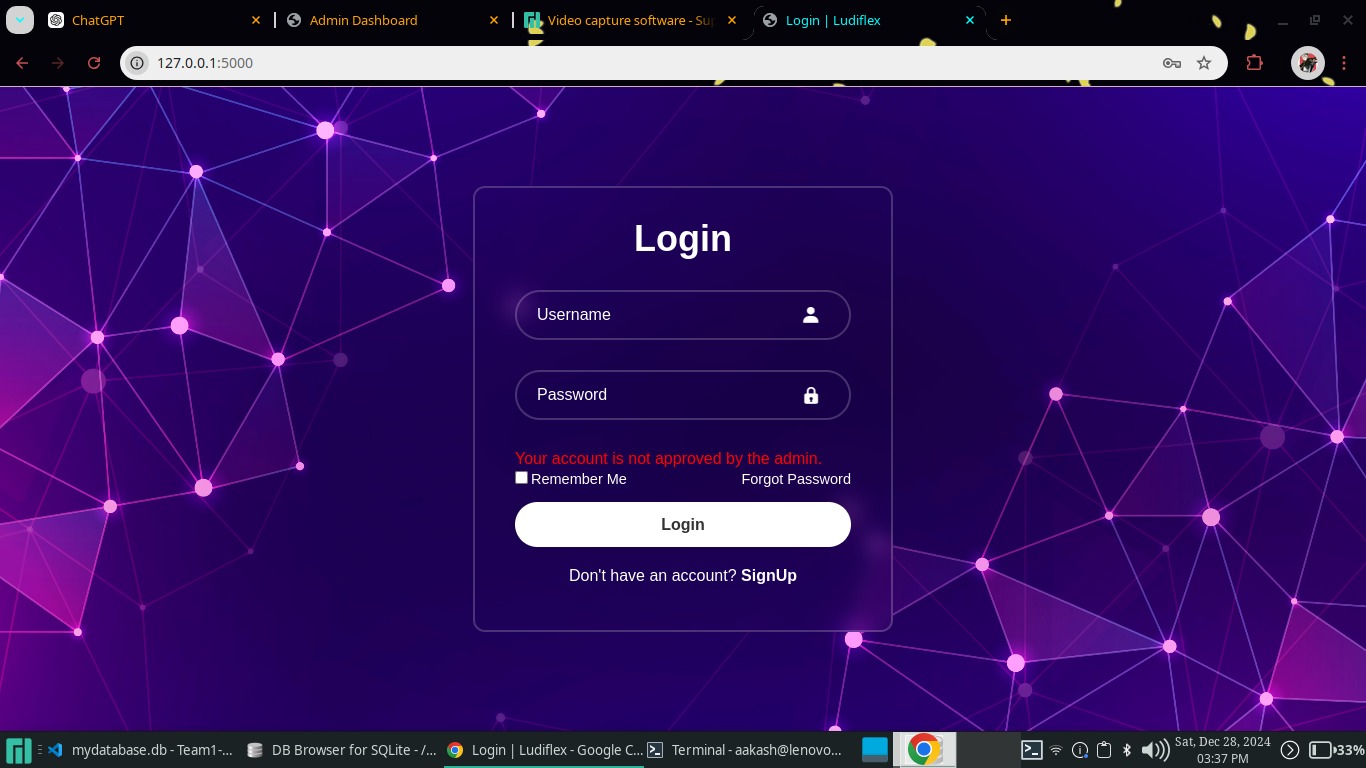 ChatGPT
Admin Dashboard
Video capture software - Sup
Login | Ludiflex
127.0.0.1:5000
Login
Username
Password
Your account is not approved by the admin.
Remember Me
Forgot Password
Login
Don't have an account? SignUp
mydatabase.db - Team1-...
DB Browser for SQLite - /...
Login | Ludiflex - Google C...
Terminal - aakash@lenovo...
Sat, Dec 28, 2024
03:37 PM
33%